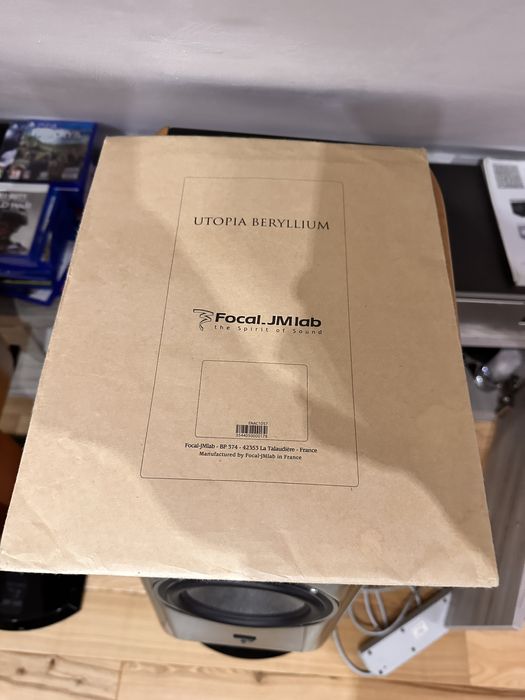 UTOPIA BERYLLIUM
Focal-JMlab
the Spirit of Sound
Focal-JMlab - BP 374 - 42353 La Talaudière - France
Manufactured by Focal-JMlab in France